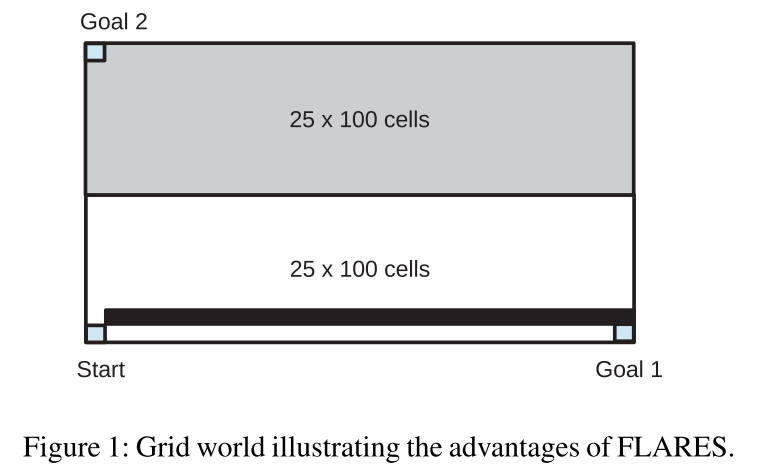 Goal 2
25 x 100 cells
25 x 100 cells
Start
Goal 1
Figure 1: Grid world illustrating the advantages of FLARES.